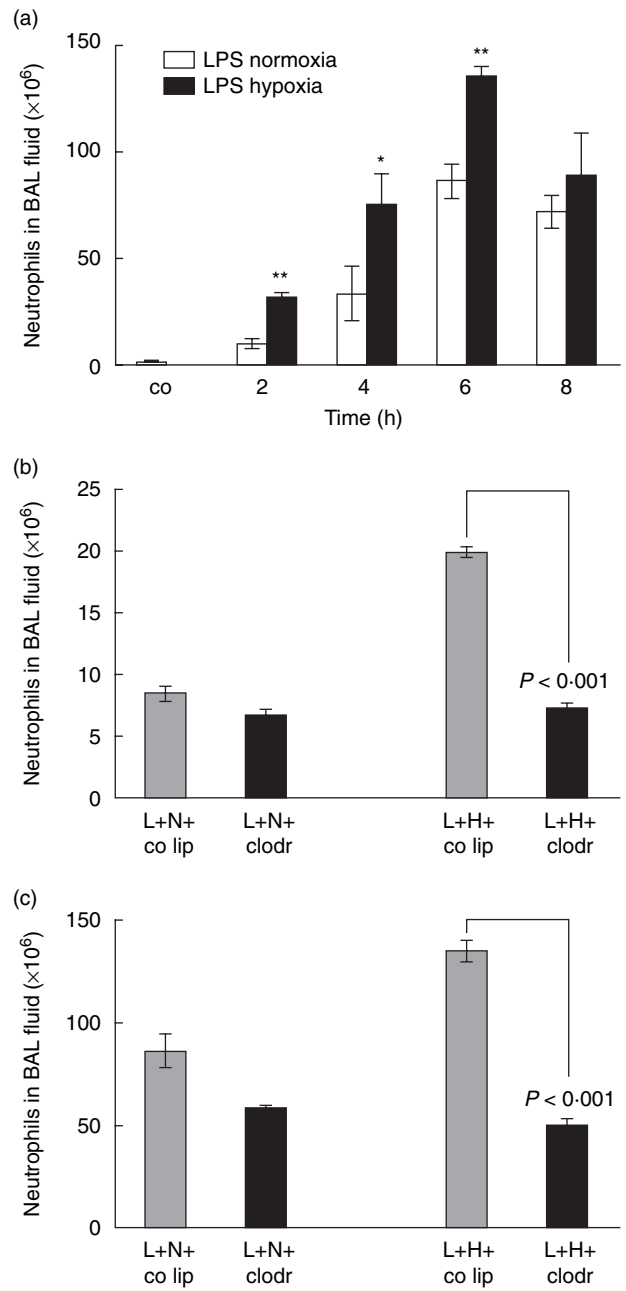 (a)
Neutrophils in BAL fluid (×10⁶)
150
100
50
0
LPS normoxia
LPS hypoxia
**
*
**
co
2
4
6
8
Time (h)
(b)
Neutrophils in BAL fluid (×10⁶)
25
20
15
10
5
0
P < 0·001
L+N+
co lip
L+N+
clodr
L+H+
co lip
L+H+
clodr
(c)
Neutrophils in BAL fluid (×10⁶)
150
100
50
0
P < 0·001
L+N+
co lip
L+N+
clodr
L+H+
co lip
L+H+
clodr